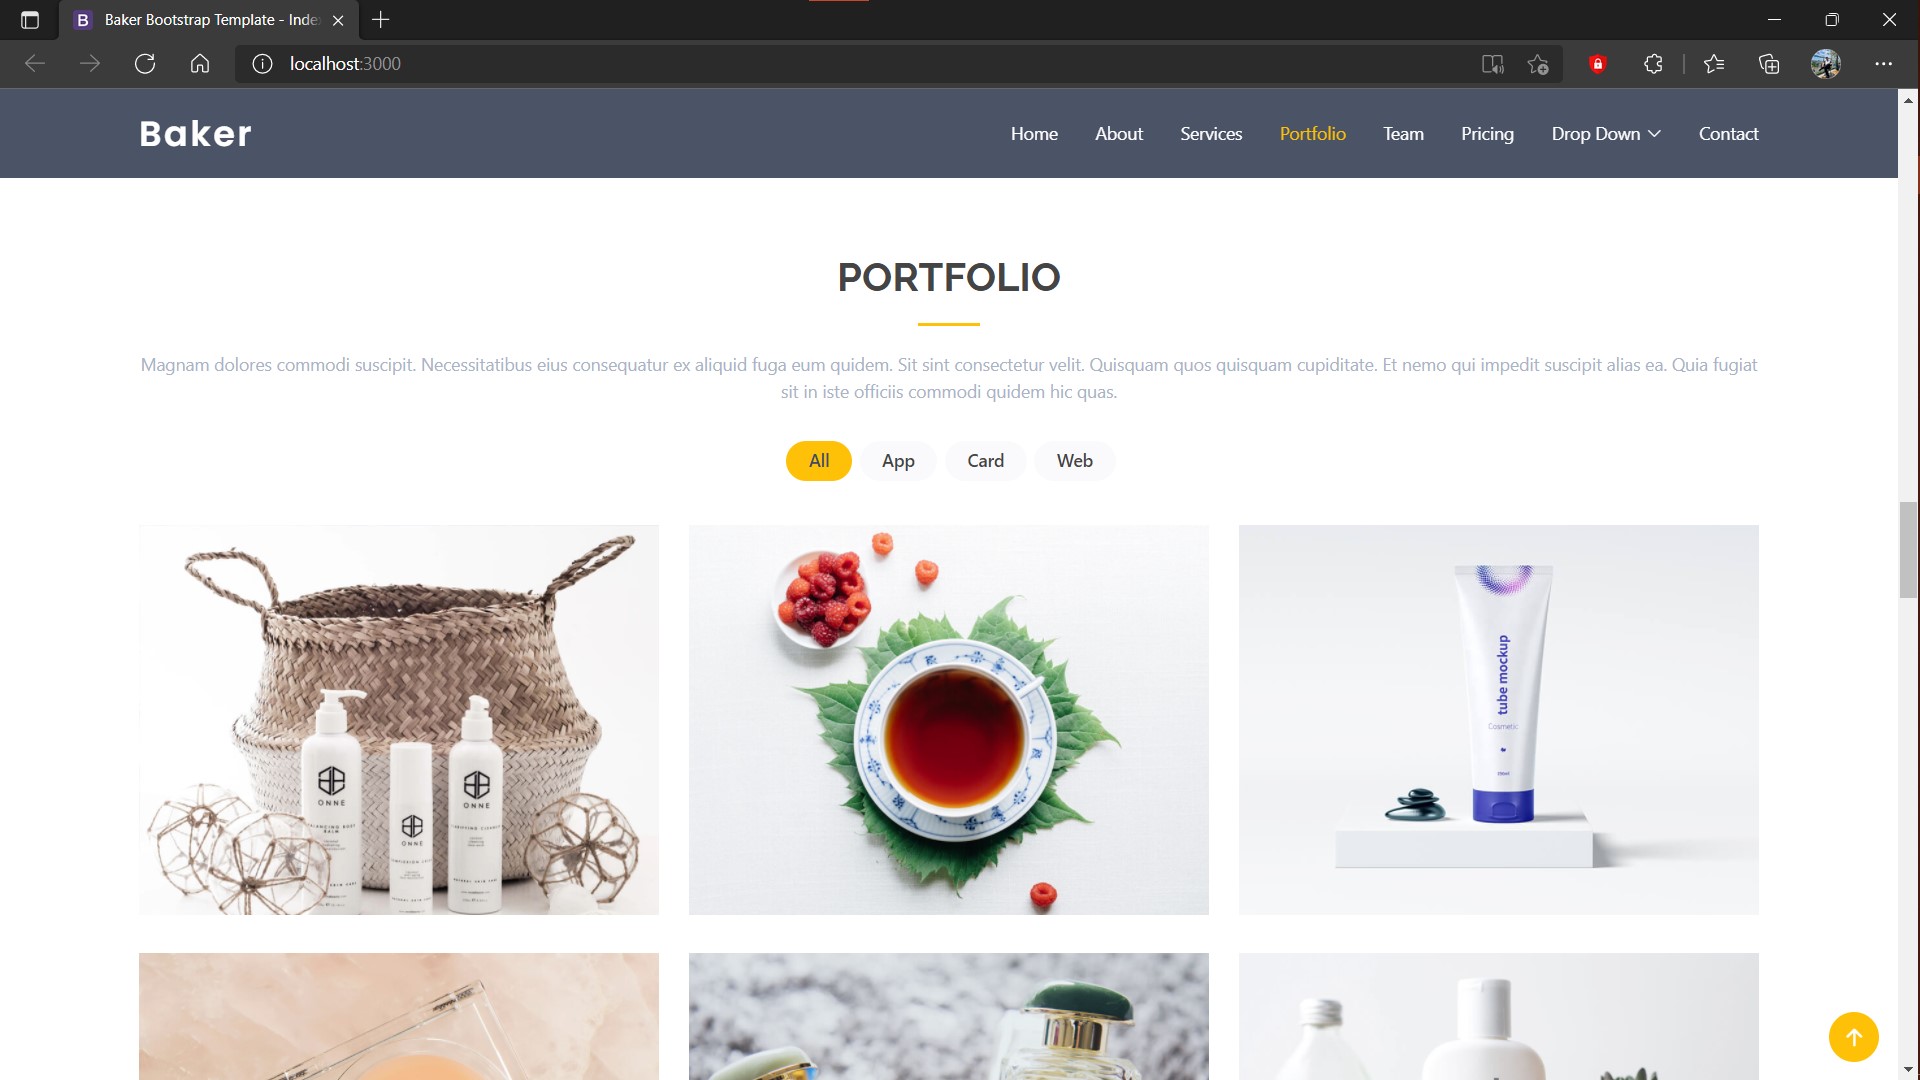 B Baker Bootstrap Template - Inde
localhost:3000
Baker
Home About Services Portfolio Team Pricing Drop Down Contact
PORTFOLIO
Magnam dolores commodi suscipit. Necessitatibus eius consequatur ex aliquid fuga eum quidem. Sit sint consectetur velit. Quisquam quos quisquam cupiditate. Et nemo qui impedit suscipit alias ea. Quia fugiat
sit in iste officiis commodi quidem hic quas.
All App Card Web
ONNE
ONNE
ONNE
tube mockup
Cosmetic